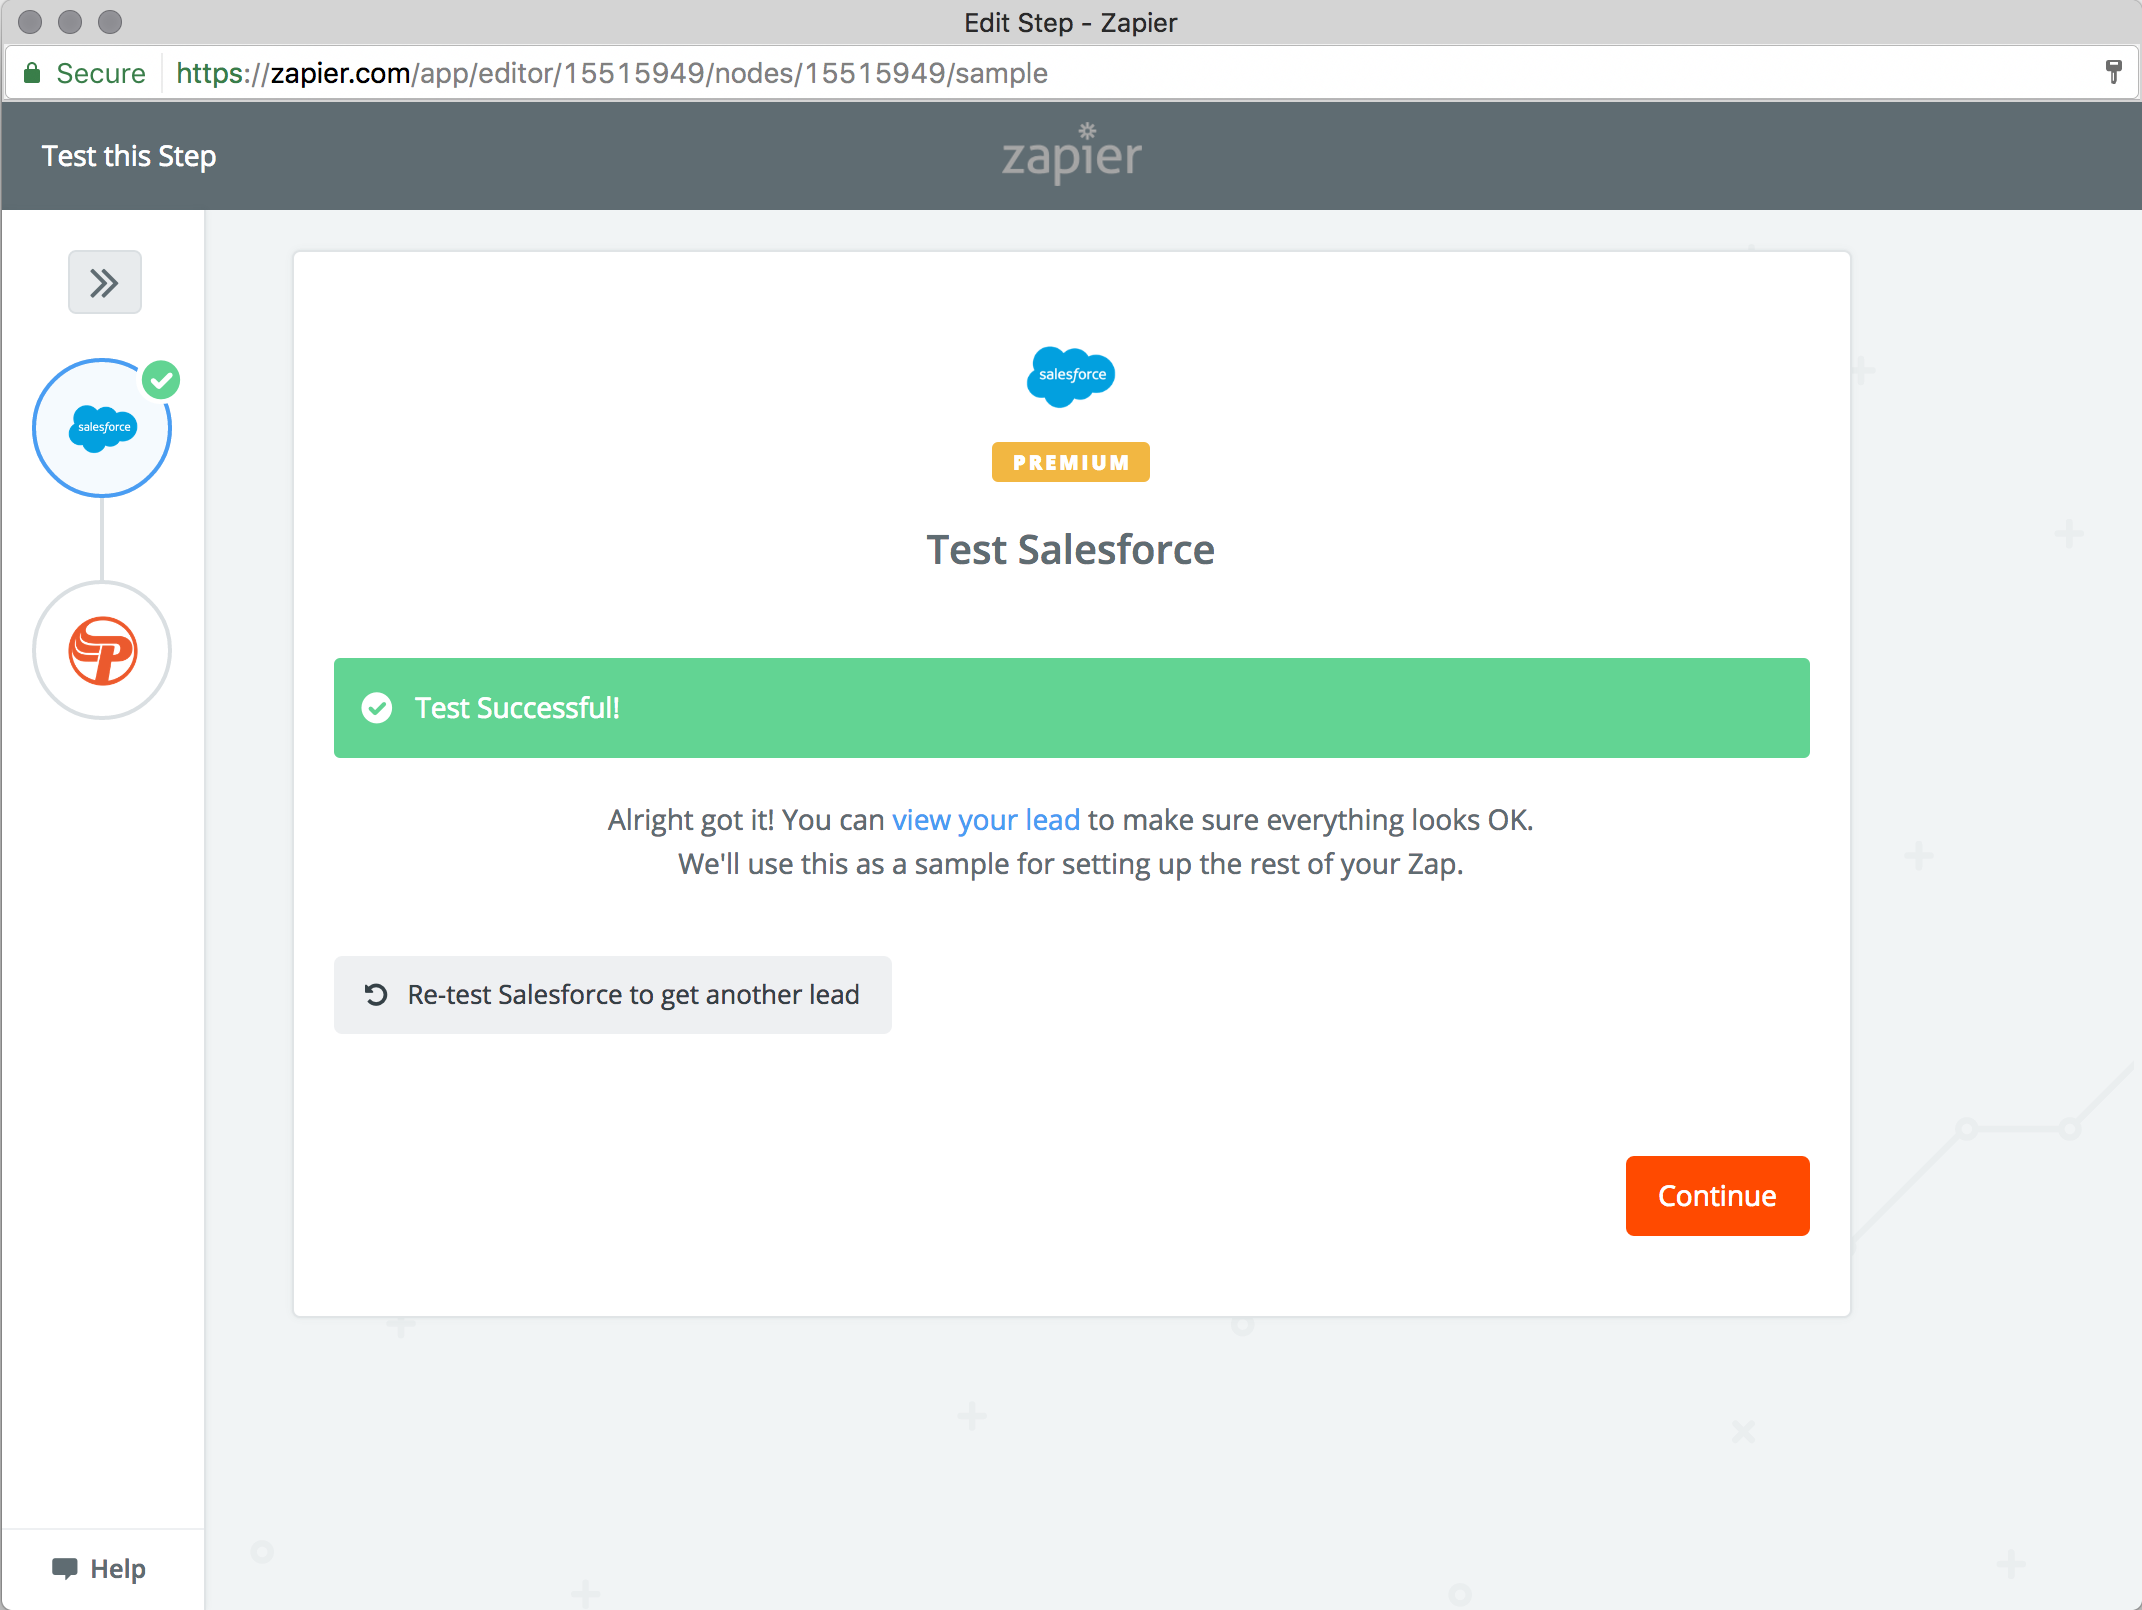 Edit Step - Zapier
Secure
https://zapier.com/app/editor/15515949/nodes/15515949/sample
Test this Step
zapier
salesforce
salesforce
PREMIUM
Test Salesforce
Test Successful!
Alright got it! You can view your lead to make sure everything looks OK.
We'll use this as a sample for setting up the rest of your Zap.
Re-test Salesforce to get another lead
Continue
Help